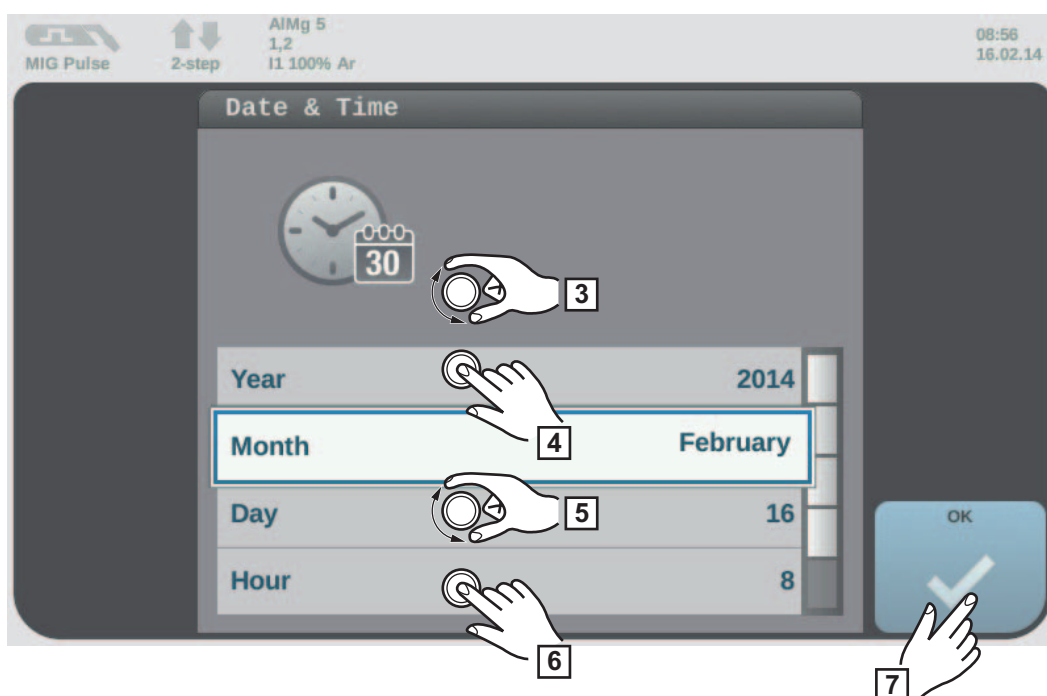 AlMg 5
08:56
1,2
16.02.14
MIG Pulse 2-step I1 100% Ar
Date & Time
30
3
Year 2014
4
Month February
5
Day 16
OK
Hour 8
6
7